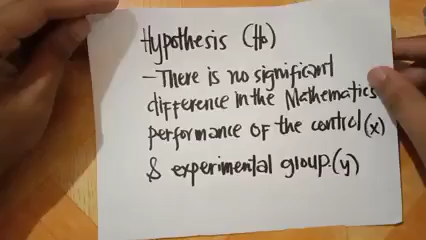 Hypothesis (Ho)
- There is no significant
difference in the Mathematics
performance of the control (x)
& experimental group. (y)